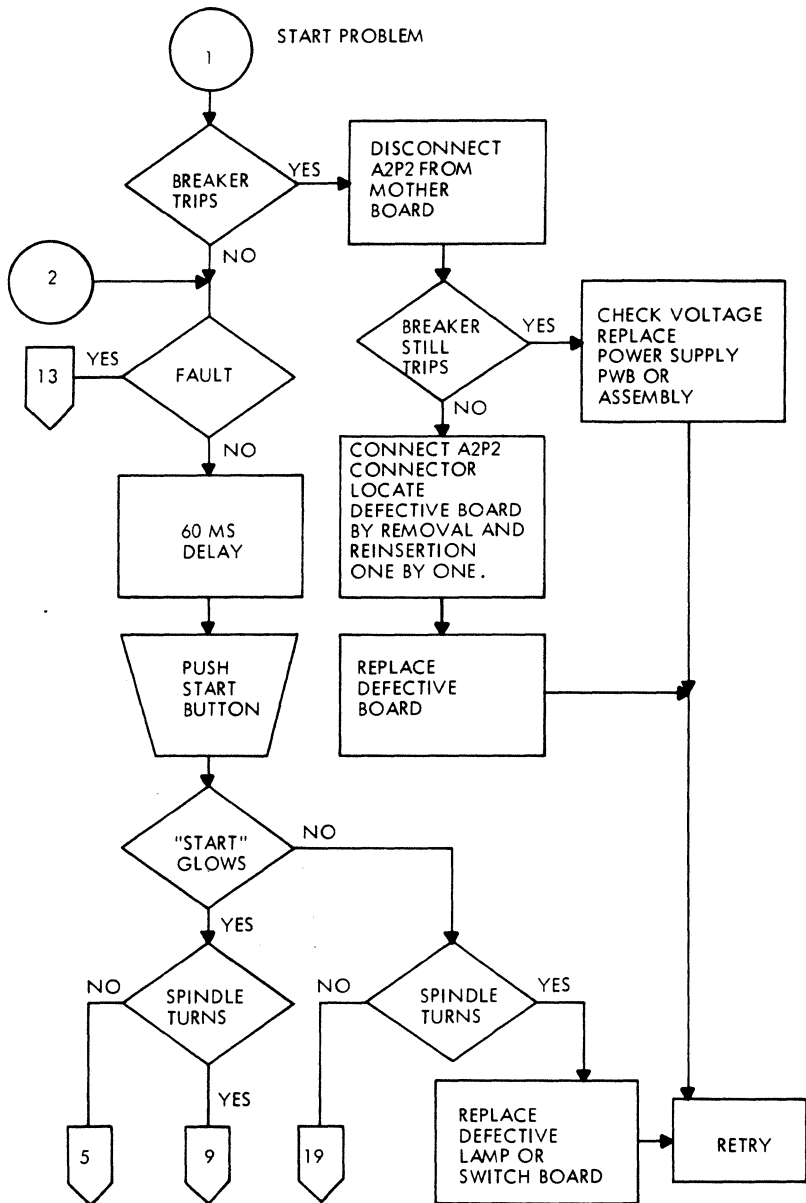 START PROBLEM
1
BREAKER
TRIPS
YES
DISCONNECT
A2P2 FROM
MOTHER
BOARD
NO
2
BREAKER
STILL
TRIPS
YES
CHECK VOLTAGE
REPLACE
POWER SUPPLY
PWB OR
ASSEMBLY
13
YES
FAULT
NO
NO
CONNECT A2P2
CONNECTOR
LOCATE
DEFECTIVE BOARD
BY REMOVAL AND
REINSERTION
ONE BY ONE.
60 MS
DELAY
PUSH
START
BUTTON
REPLACE
DEFECTIVE
BOARD
"START"
GLOWS
NO
YES
NO
SPINDLE
TURNS
YES
NO
SPINDLE
TURNS
YES
5
9
19
REPLACE
DEFECTIVE
LAMP OR
SWITCH BOARD
RETRY